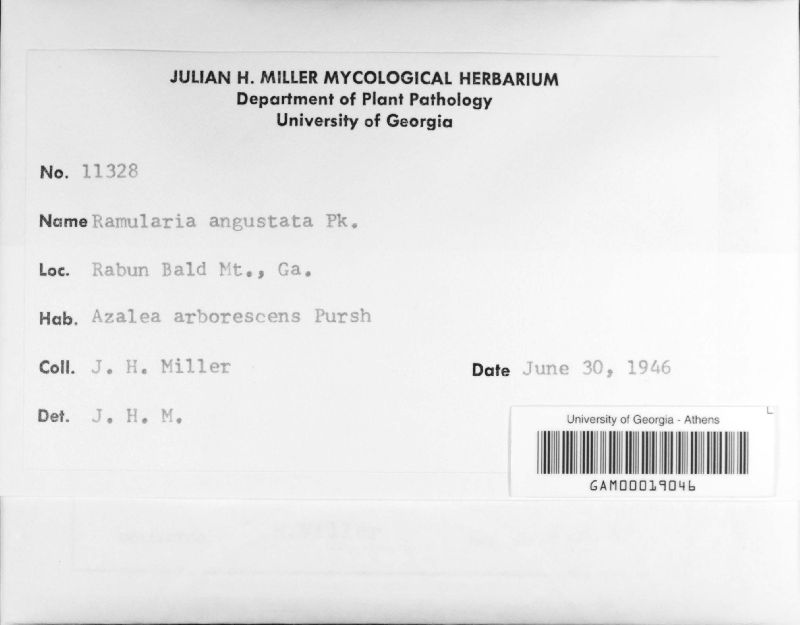 JULIAN H. MILLER MYCOLOGICAL HERBARIUM
Department of Plant Pathology
University of Georgia
No. 11328
Name Ramularia angustata Pk.
Loc. Rabun Bald Mt., Ga.
Hab. Azalea arborescens Pursh
Coll. J. H. Miller Date June 30, 1946
Det. J. H. M.
University of Georgia - Athens
GAM00019046